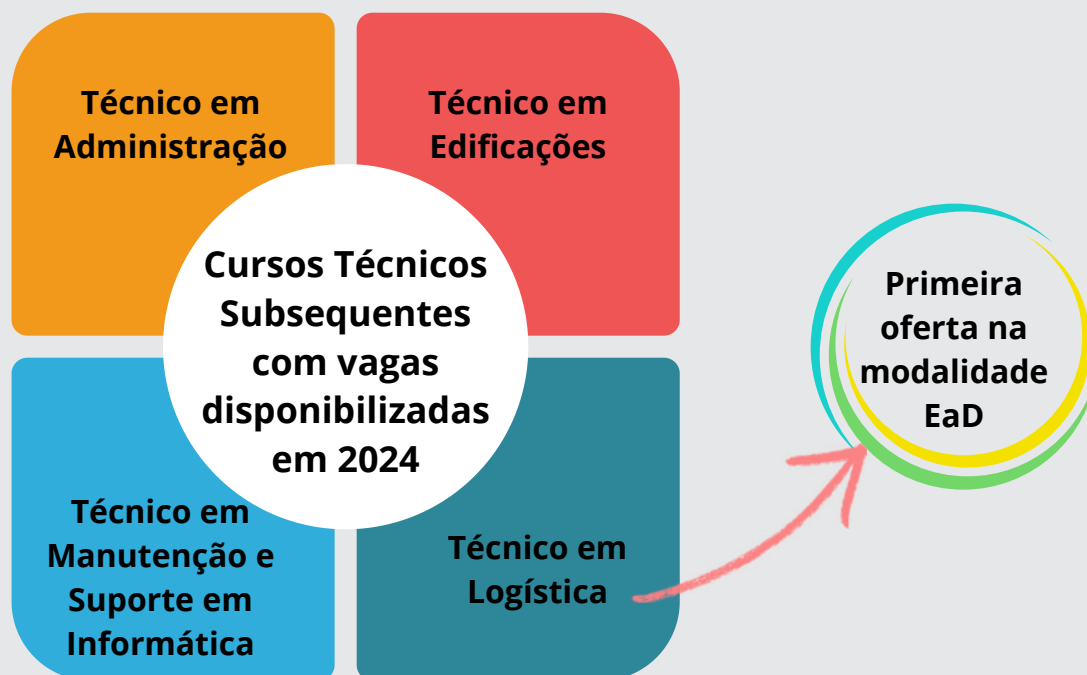 Técnico em
Administração
Técnico em
Edificações
Cursos Técnicos
Subsequentes
com vagas
disponibilizadas
em 2024
Técnico em
Manutenção e
Suporte em
Informática
Técnico em
Logística
Primeira
oferta na
modalidade
EaD